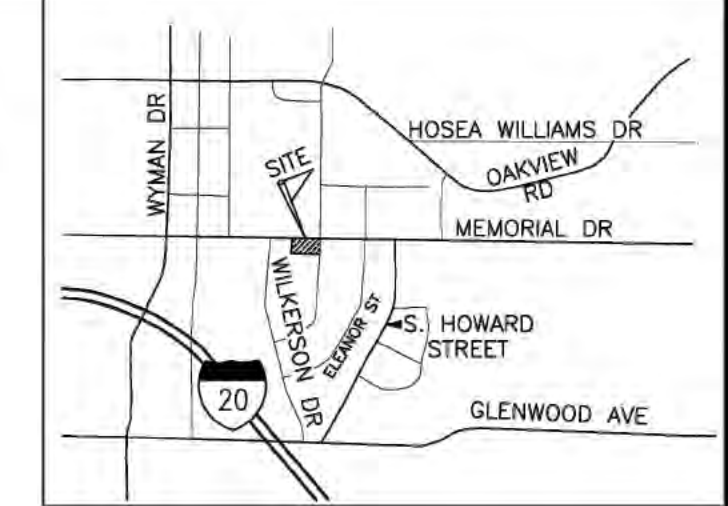 WYMAN DR
HOSEA WILLIAMS DR
OAKVIEW
RD
SITE
MEMORIAL DR
WILKERSON DR
ELEANOR ST.
S. HOWARD
STREET
20
GLENWOOD AVE